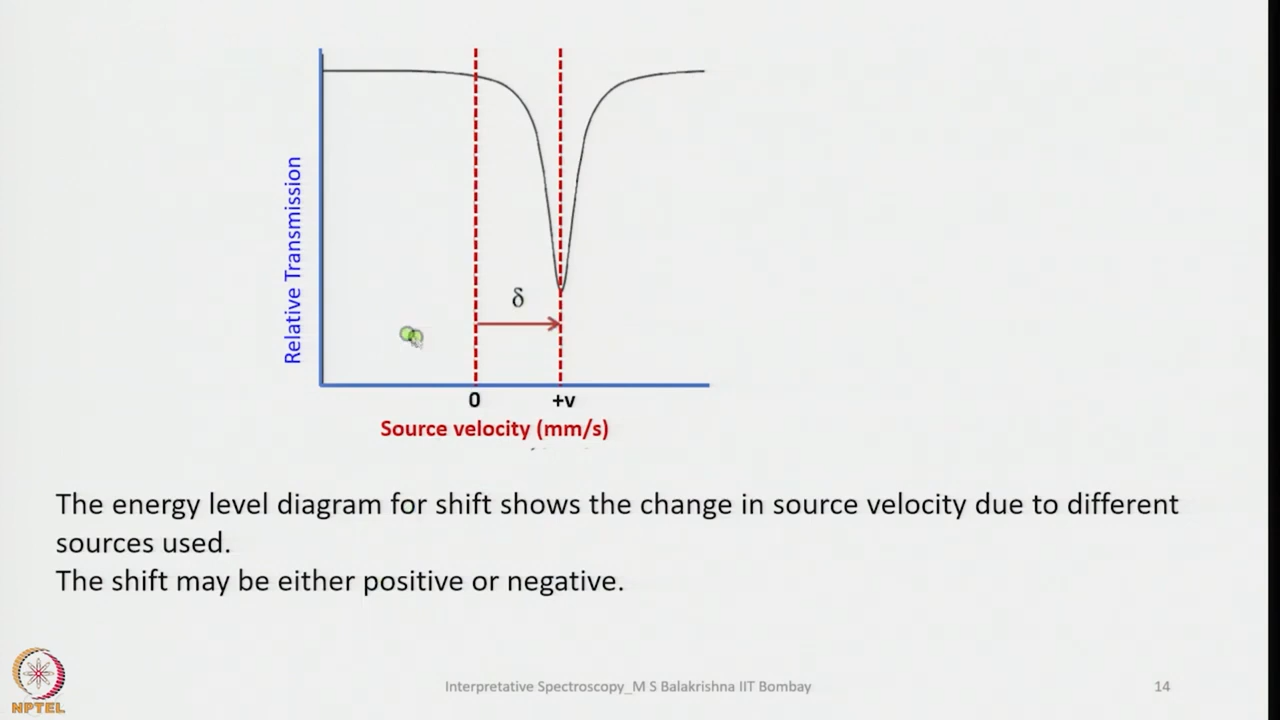 Relative Transmission
δ
0
+v
Source velocity (mm/s)
The energy level diagram for shift shows the change in source velocity due to different
sources used.
The shift may be either positive or negative.
NPTEL
Interpretative Spectroscopy_M S Balakrishna IIT Bombay
14